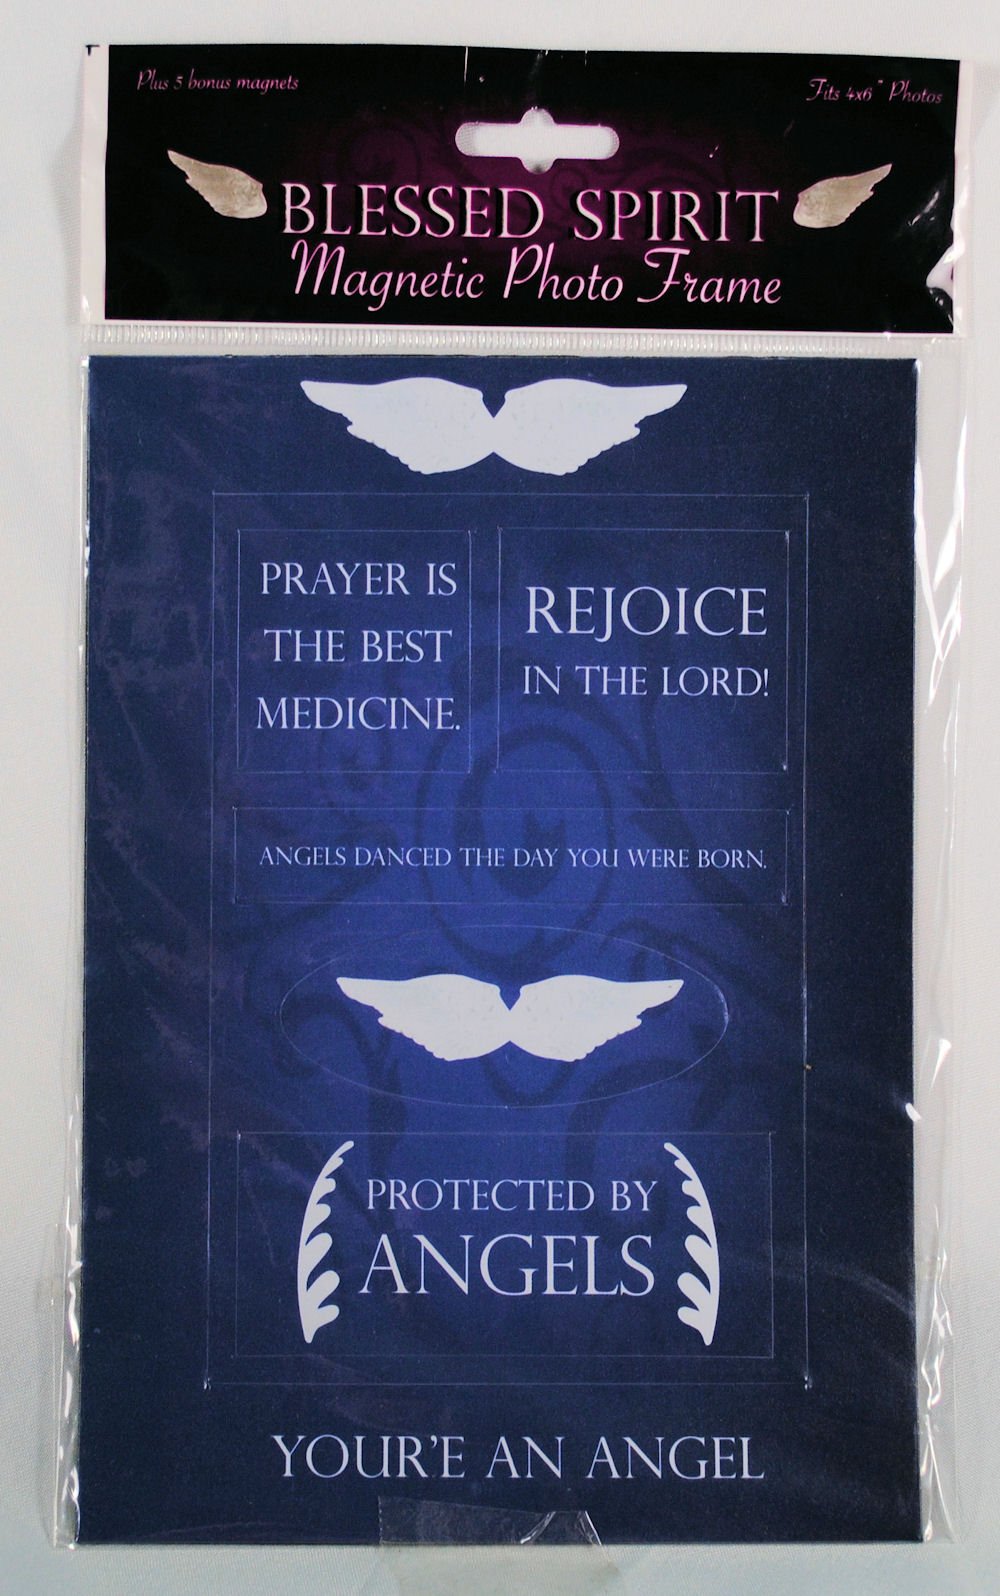 Plus 5 bonus magnets
Fits 4x6" Photos
BLESSED SPIRIT
Magnetic Photo Frame
PRAYER IS
THE BEST
MEDICINE.
REJOICE
IN THE LORD!
ANGELS DANCED THE DAY YOU WERE BORN.
PROTECTED BY
ANGELS
YOUR'E AN ANGEL